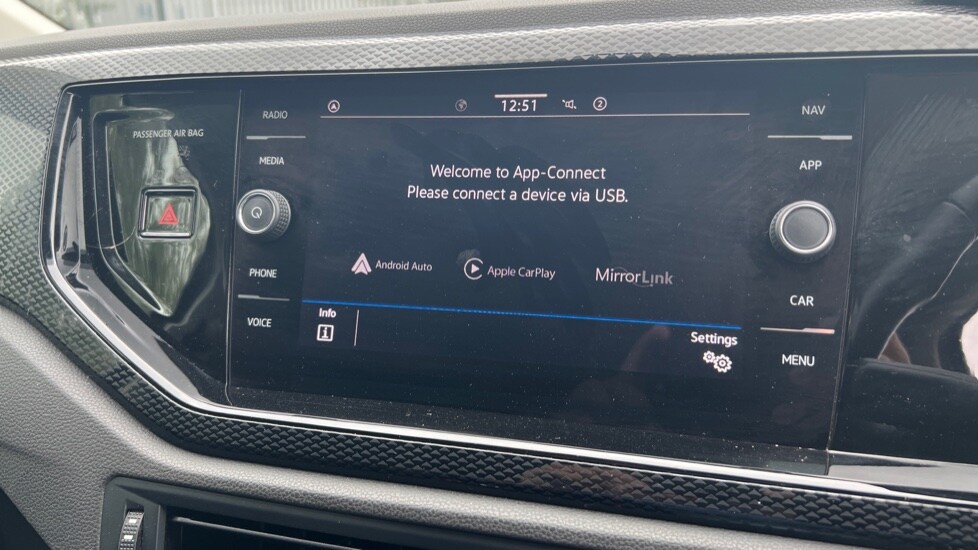 PASSENGER AIR BAG
RADIO
MEDIA
PHONE
VOICE
12:51
2
Welcome to App-Connect
Please connect a device via USB.
Android Auto
Apple CarPlay
MirrorLink
Info
i
Settings
NAV
APP
CAR
MENU